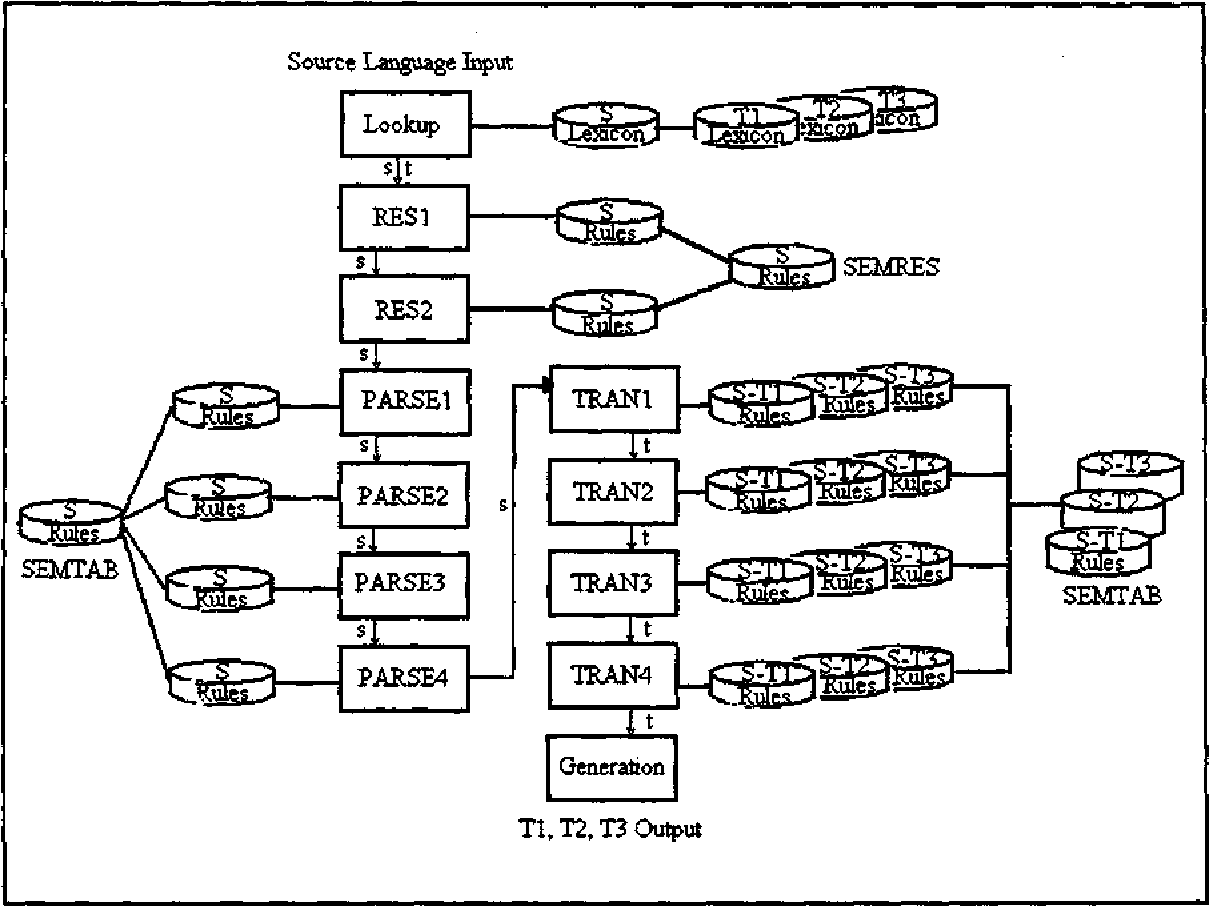 Source Language Input
Lookup
S
Lexicon
T1
Lexicon
T2
exicon
T3
icon
s t
RES1
S
Rules
s
S
Rules
SEMRES
RES2
S
Rules
s
PARSE1
S
Rules
TRAN1
S-T1
Rules
S-T2
Rules
S-T3
Rules
s
t
PARSE2
S
Rules
S
Rules
SEMTAB
s
TRAN2
S-T1
Rules
S-T2
Rules
S-T3
Rules
S-T3
S-T2
S-T1
Rules
SEMTAB
s
t
PARSE3
S
Rules
TRAN3
S-T1
Rules
S-T2
Rules
S-T3
Rules
s
t
PARSE4
S
Rules
TRAN4
S-T1
Rules
S-T2
Rules
S-T3
Rules
t
Generation
T1, T2, T3 Output